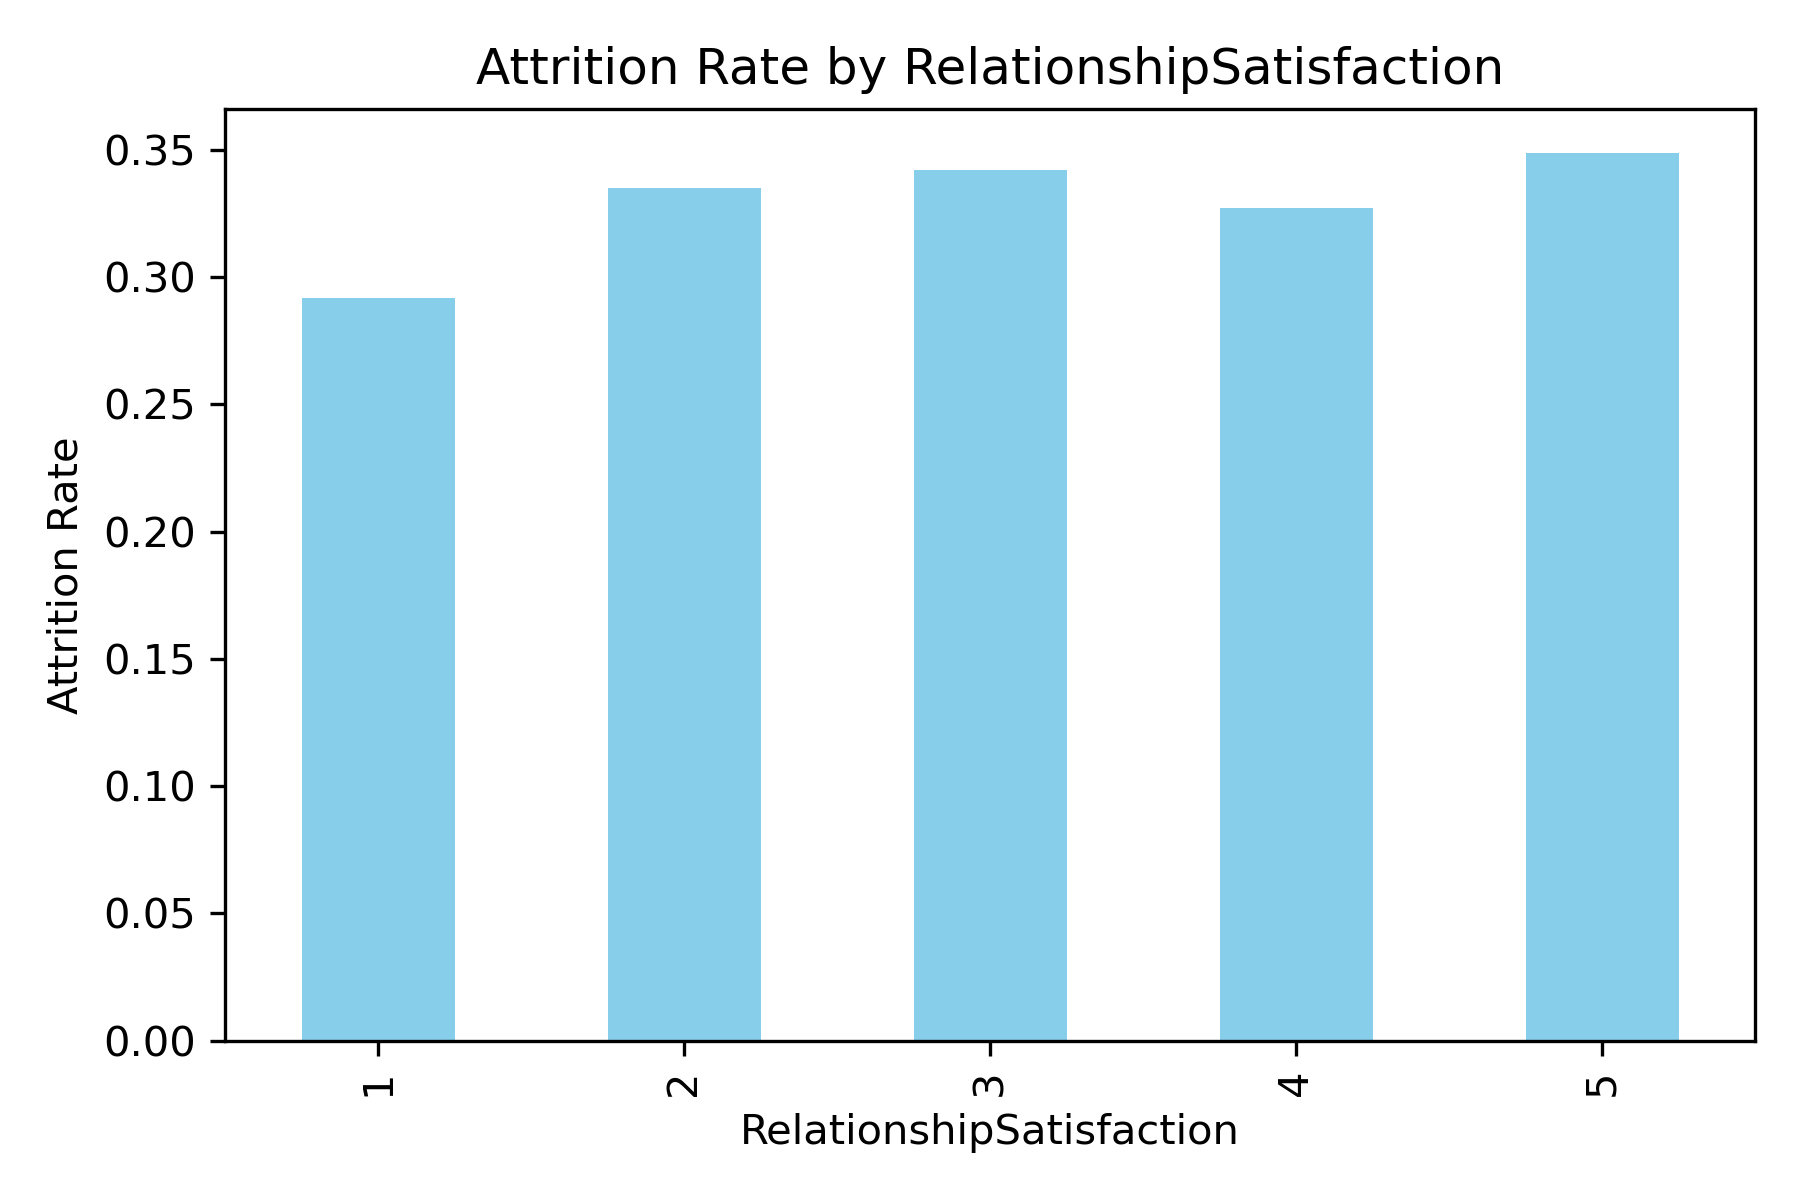 Attrition Rate by RelationshipSatisfaction
Attrition Rate
0.35
0.30
0.25
0.20
0.15
0.10
0.05
0.00
1 2 3 4 5
RelationshipSatisfaction